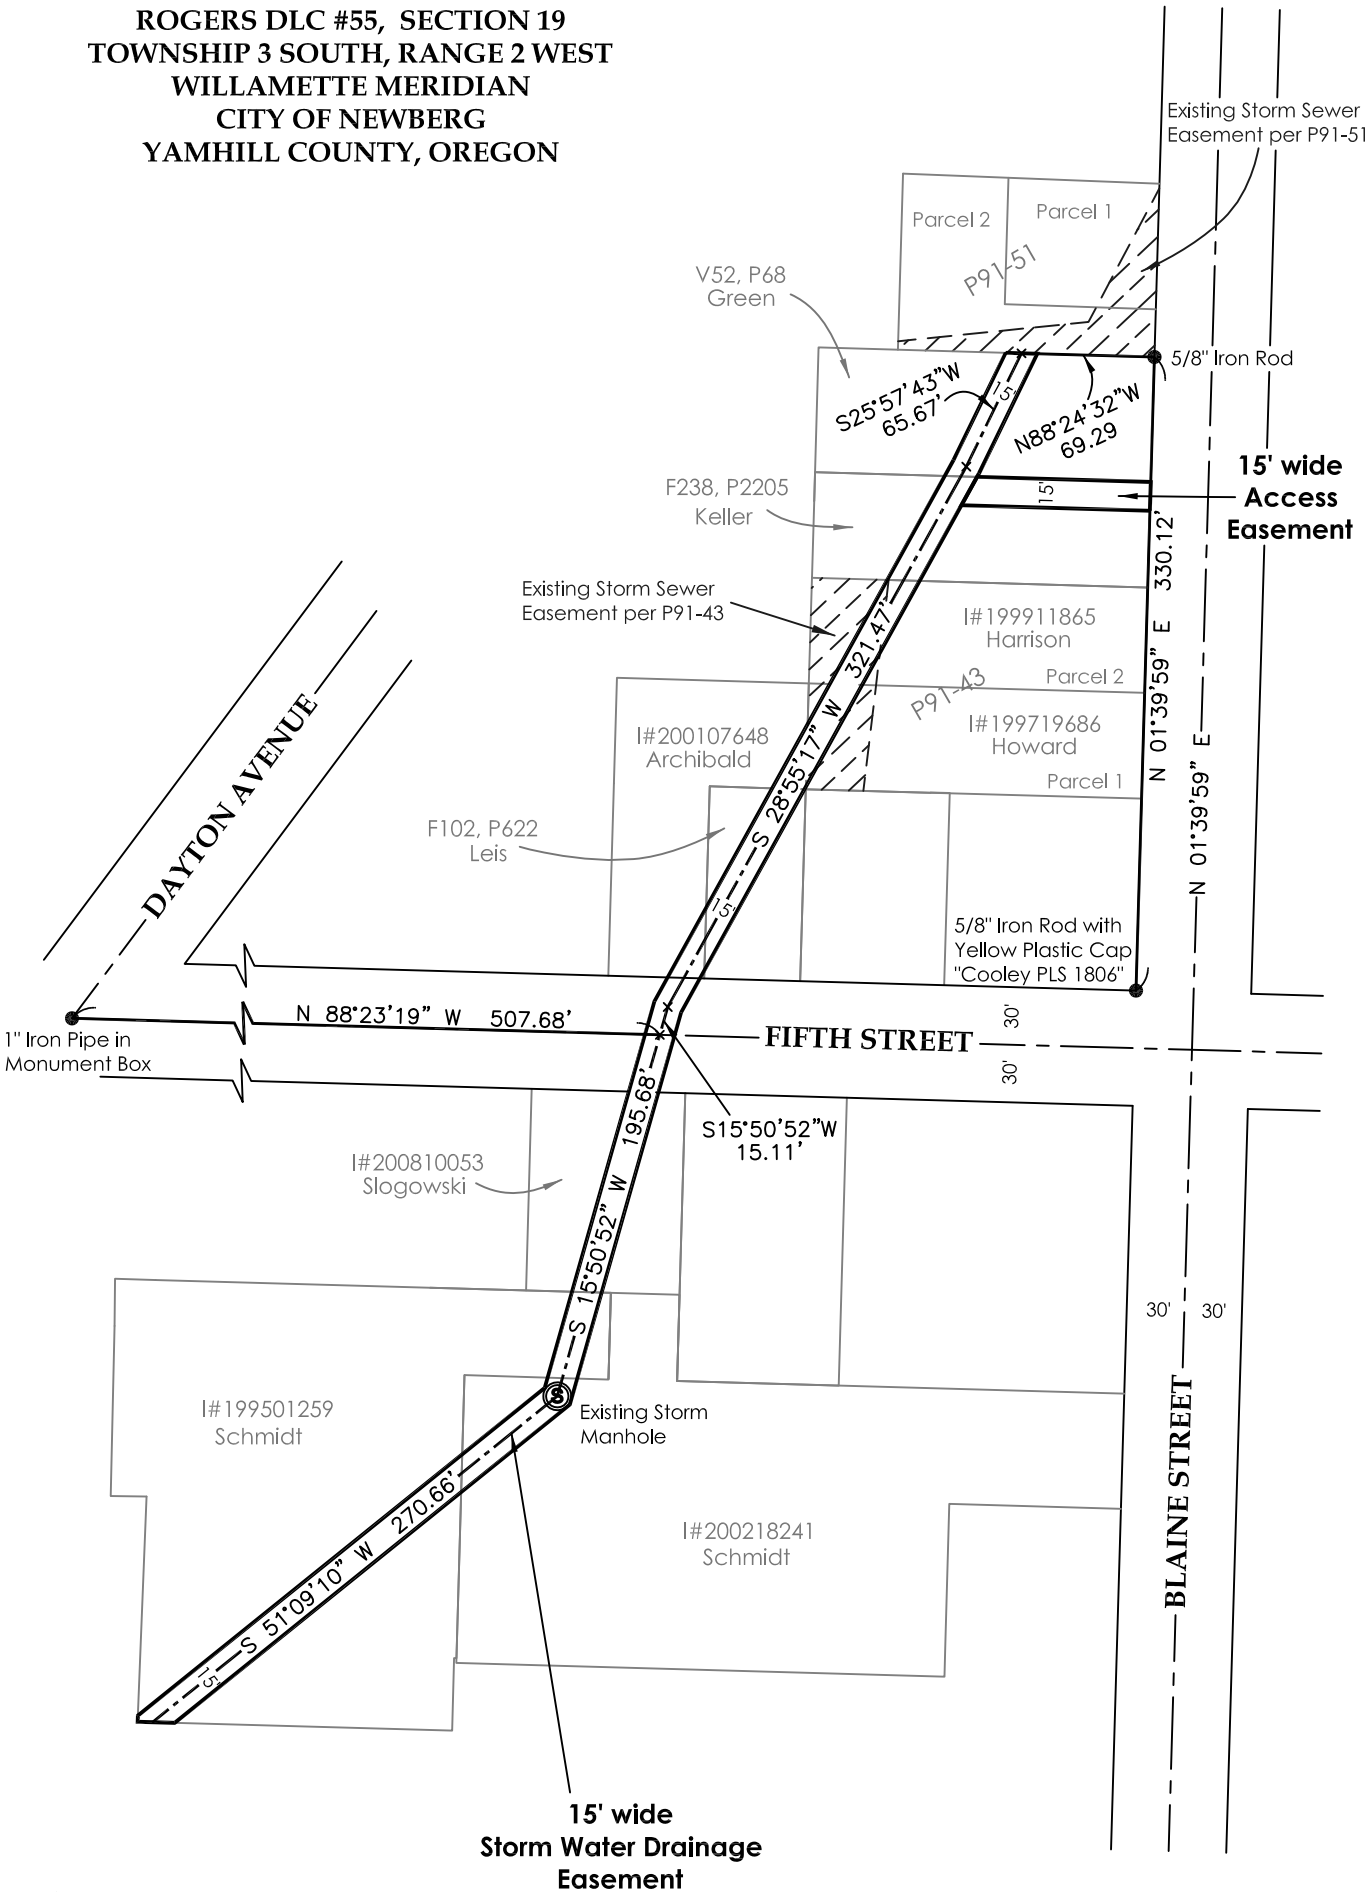 ROGERS DLC #55, SECTION 19
TOWNSHIP 3 SOUTH, RANGE 2 WEST
WILLAMETTE MERIDIAN
CITY OF NEWBERG
YAMHILL COUNTY, OREGON
Existing Storm Sewer
Easement per P91-51
Parcel 2
Parcel 1
P91-51
V52, P68
Green
5/8" Iron Rod
S25°57'43"W
65.67'
15'
N88°24'32"W
69.29
15' wide
Access
Easement
F238, P2205
Keller
15'
N 01°39'59" E 330.12'
N 01°39'59" E
Existing Storm Sewer
Easement per P91-43
I#199911865
Harrison
Parcel 2
P91-43
S 28°55'17" W 321.47'
I#200107648
Archibald
I#199719686
Howard
Parcel 1
DAYTON AVENUE
F102, P622
Leis
15'
5/8" Iron Rod with
Yellow Plastic Cap
"Cooley PLS 1806"
N 88°23'19" W 507.68'
30'
FIFTH STREET
30'
1" Iron Pipe in
Monument Box
S15°50'52"W
15.11'
S 15°50'52" W 195.68'
I#200810053
Slogowski
30'
30'
I#199501259
Schmidt
S
Existing Storm
Manhole
BLAINE STREET
S 51°09'10" W 270.66'
15'
I#200218241
Schmidt
15' wide
Storm Water Drainage
Easement